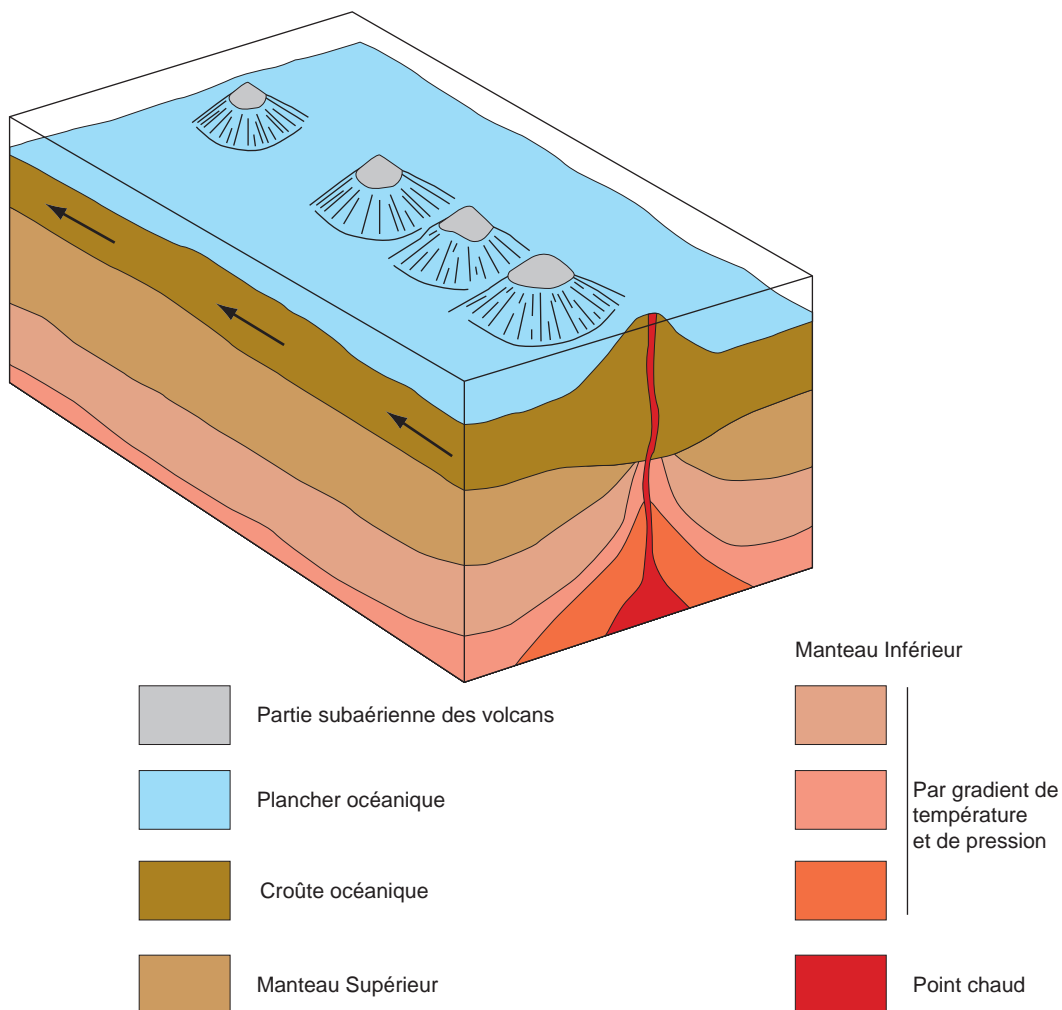 Manteau Inférieur
Partie subaérienne des volcans
Plancher océanique
Croûte océanique
Manteau Supérieur
Par gradient de
température
et de pression
Point chaud